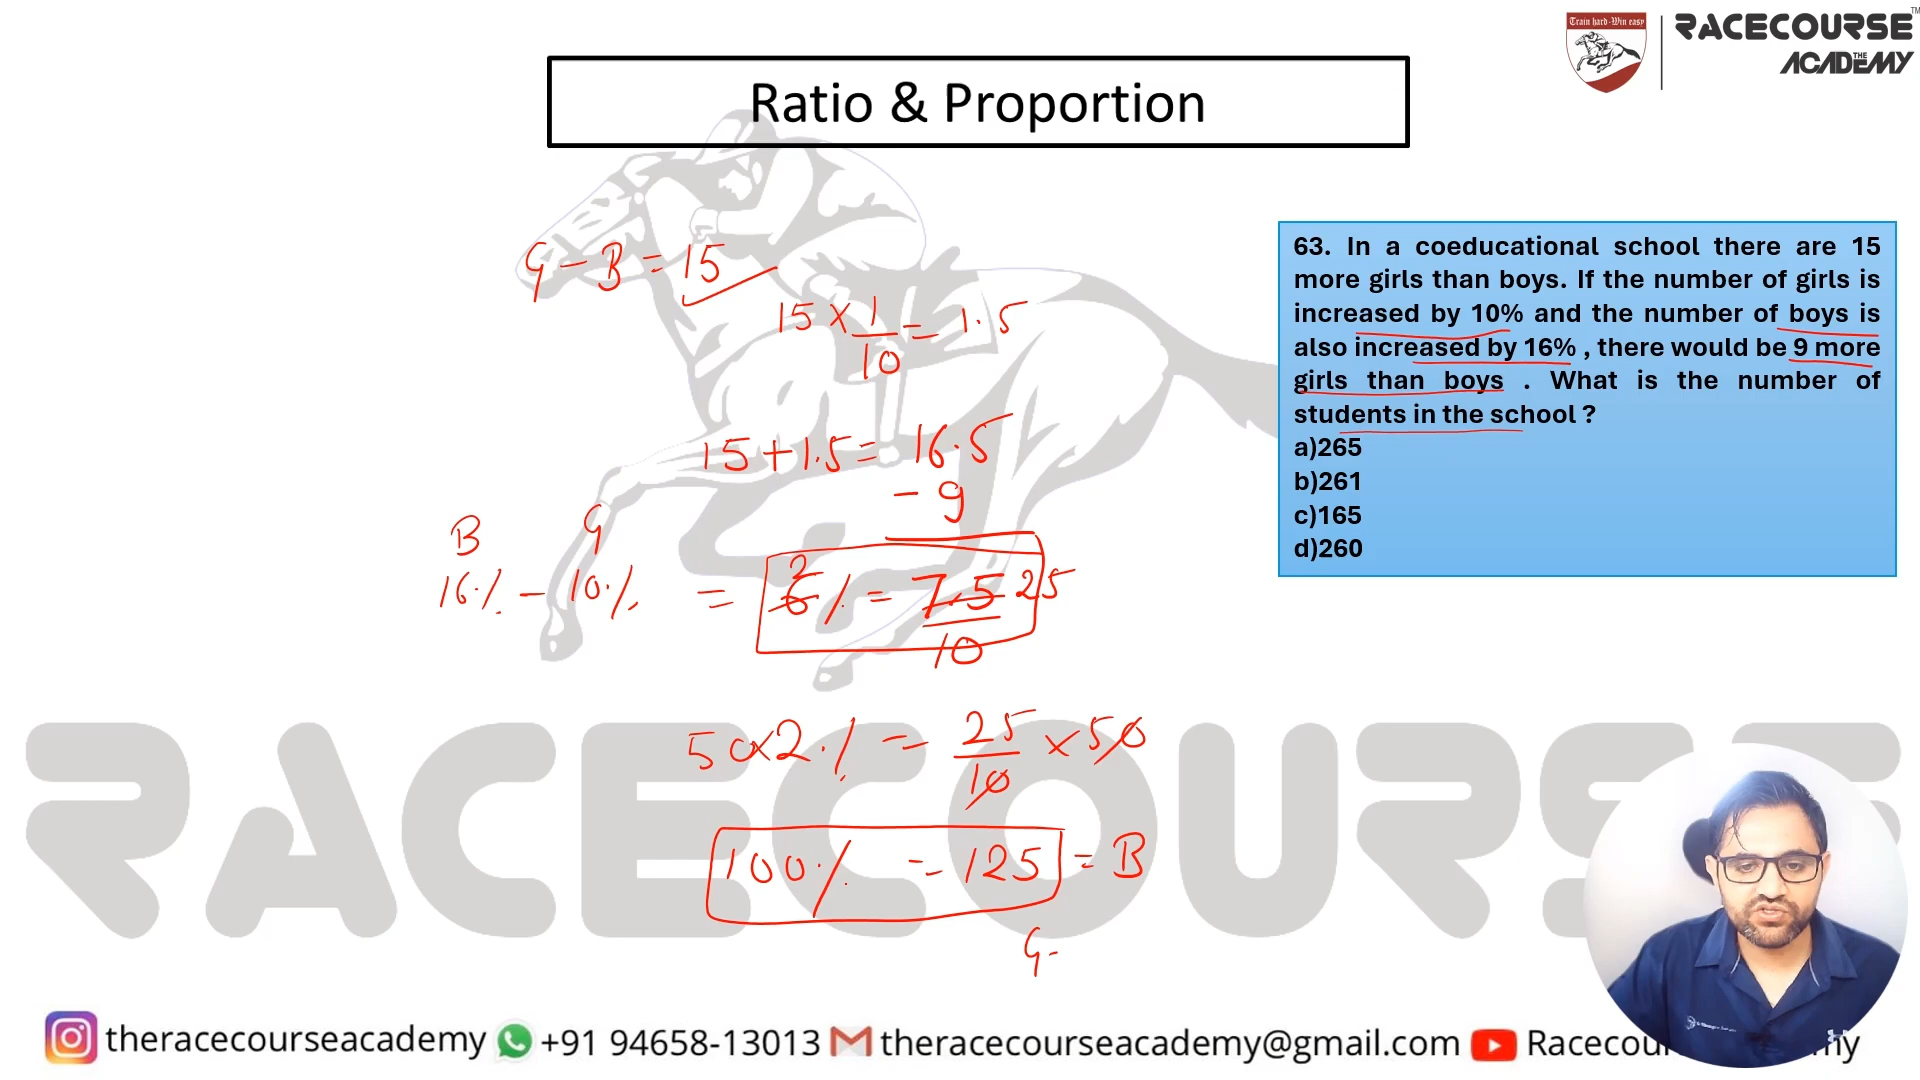 Train hard-Win easy
RACECOURSE TM
THE ACADEMY
Ratio & Proportion
G - B = 15
15 × 1/10 = 1.5
15 + 1.5 = 16.5
- 9
B G
16% - 10% = 6% = 7.5 25
2
10
50×2% = 25/10 × 50
100% = 125 = B
G -
63. In a coeducational school there are 15
more girls than boys. If the number of girls is
increased by 10% and the number of boys is
also increased by 16% , there would be 9 more
girls than boys . What is the number of
students in the school ?
a)265
b)261
c)165
d)260
RACECOURSE
theracecourseacademy +91 94658-13013 theracecourseacademy@gmail.com